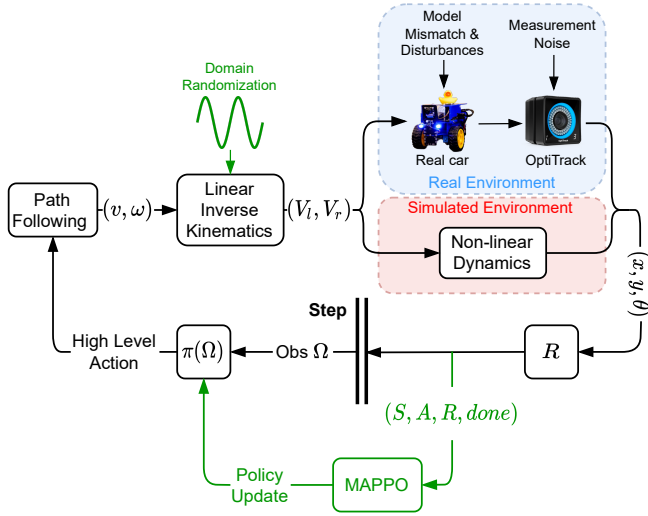 Model
Mismatch &
Disturbances
Measurement
Noise
Domain
Randomization
Real car
OptiTrack
Real Environment
Path
Following
(v, ω)
Linear
Inverse
Kinematics
(V_l, V_r)
Simulated Environment
Non-linear
Dynamics
(x, y, θ)
Step
High Level
Action
π(Ω)
Obs Ω
R
(S, A, R, done)
Policy
Update
MAPPO